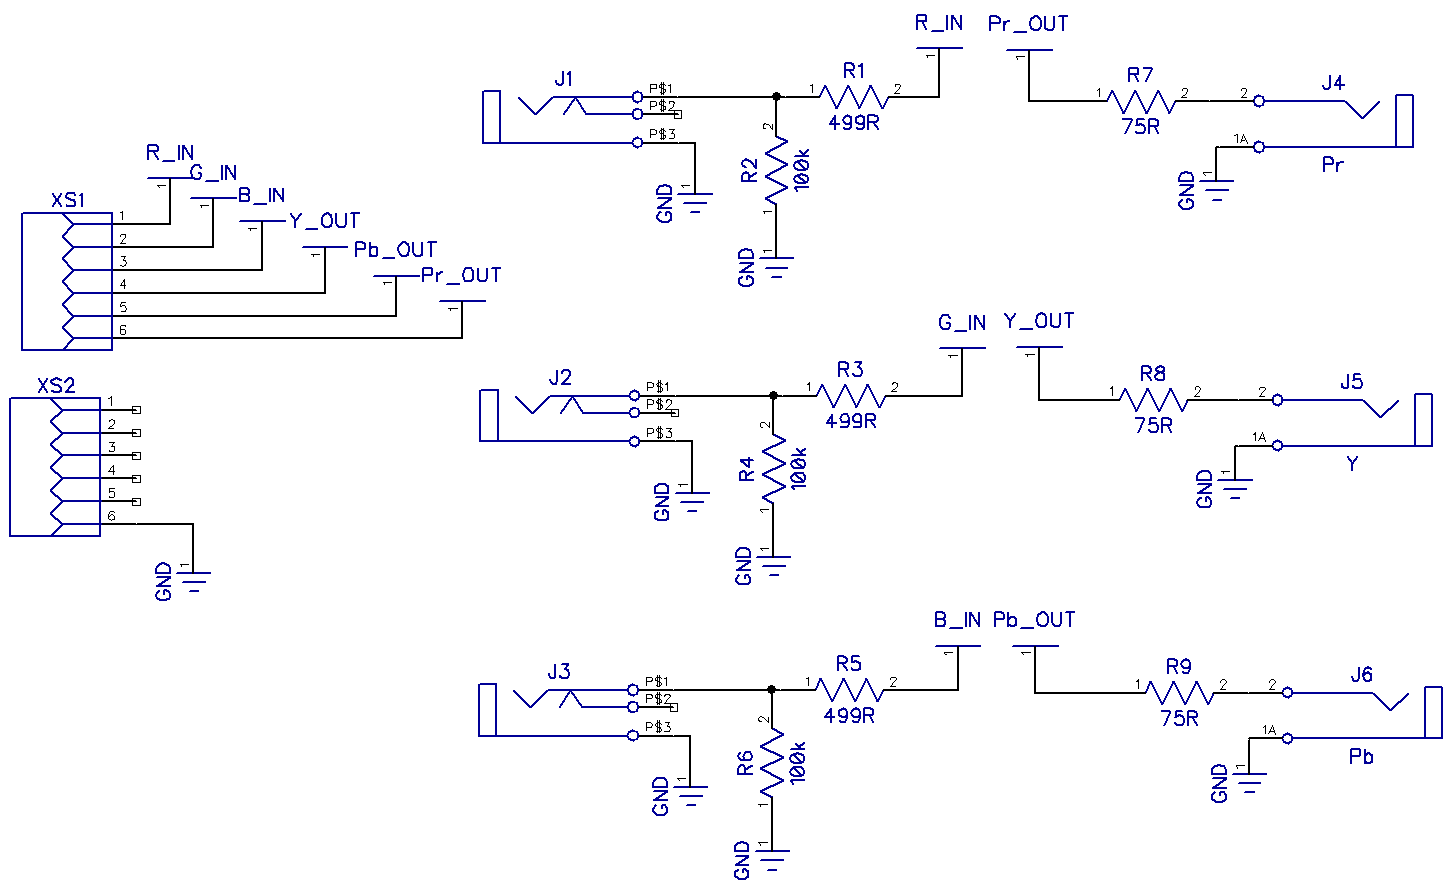 R_IN Pr_OUT
1 1
J1 P$1 1 R1 2 1 R7 2 2 J4
P$2 499R 75R
P$3 2 R2 100k 1 1A Pr
1 GND 1 GND
1 GND
R_IN
1
G_IN
1
B_IN
1
Y_OUT
1
Pb_OUT
1
Pr_OUT
1
XS1
1
2
3
4
5
6
G_IN Y_OUT
1 1
J2 P$1 1 R3 2 1 R8 2 2 J5
P$2 499R 75R
P$3 2 R4 100k 1 1A Y
1 GND 1 GND
1 GND
XS2
1
2
3
4
5
6
1 GND
B_IN Pb_OUT
1 1
J3 P$1 1 R5 2 1 R9 2 2 J6
P$2 499R 75R
P$3 2 R6 100k 1 1A Pb
1 GND 1 GND
1 GND